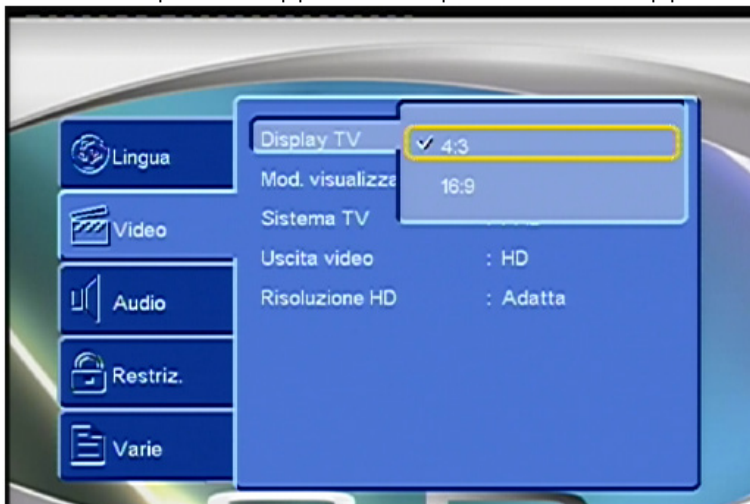 Lingua
Video
Audio
Restriz.
Varie
Display TV
Mod. visualizza
Sistema TV
Uscita video : HD
Risoluzione HD : Adatta
4:3
16:9